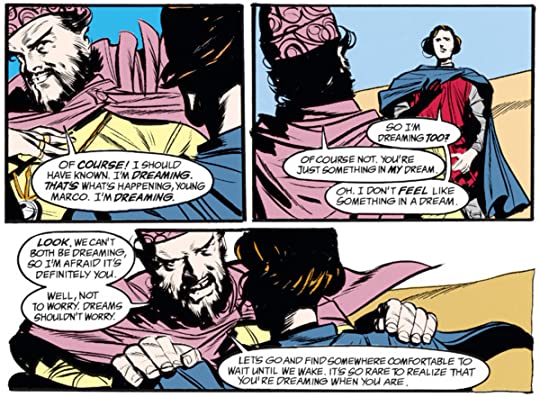 OF COURSE! I SHOULD
HAVE KNOWN. I'M DREAMING.
THAT'S WHAT'S HAPPENING, YOUNG
MARCO. I'M DREAMING.
SO I'M
DREAMING TOO?
OF COURSE NOT. YOU'RE
JUST SOMETHING IN MY DREAM.
OH. I DON'T FEEL LIKE
SOMETHING IN A DREAM.
LOOK, WE CAN'T
BOTH BE DREAMING,
SO I'M AFRAID IT'S
DEFINITELY YOU.
WELL, NOT
TO WORRY. DREAMS
SHOULDN'T WORRY.
LET'S GO AND FIND SOMEWHERE COMFORTABLE TO
WAIT UNTIL WE WAKE. IT'S SO RARE TO REALIZE THAT
YOU'RE DREAMING WHEN YOU ARE.